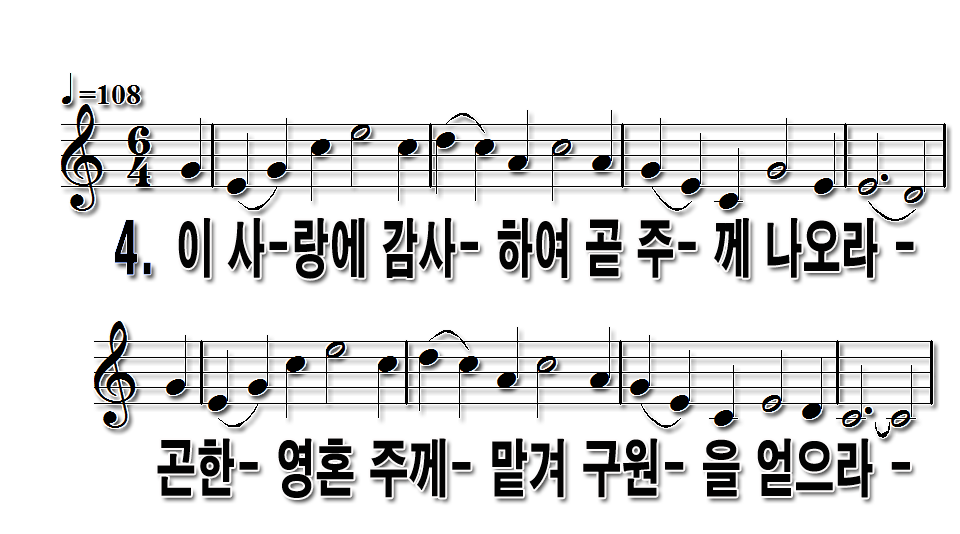 ♩=108
6
4
4. 이 사-랑에 감사- 하여 곧 주- 께 나오라 -
곤한- 영혼 주께- 맡겨 구원- 을 얻으라 -